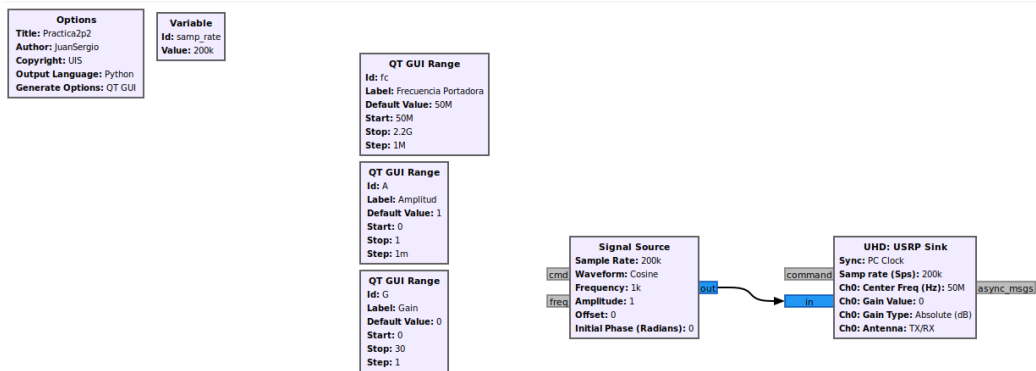 Options
Title: Practica2p2
Author: JuanSergio
Copyright: UIS
Output Language: Python
Generate Options: QT GUI
Variable
Id: samp_rate
Value: 200k
QT GUI Range
Id: fc
Label: Frecuencia Portadora
Default Value: 50M
Start: 50M
Stop: 2.2G
Step: 1M
QT GUI Range
Id: A
Label: Amplitud
Default Value: 1
Start: 0
Stop: 1
Step: 1m
QT GUI Range
Id: G
Label: Gain
Default Value: 0
Start: 0
Stop: 30
Step: 1
Signal Source
Sample Rate: 200k
Waveform: Cosine
Frequency: 1k
Amplitude: 1
Offset: 0
Initial Phase (Radians): 0
cmd
freq
out
UHD: USRP Sink
Sync: PC Clock
Samp rate (Sps): 200k
Ch0: Center Freq (Hz): 50M
Ch0: Gain Value: 0
Ch0: Gain Type: Absolute (dB)
Ch0: Antenna: TX/RX
command
in
async_msgs